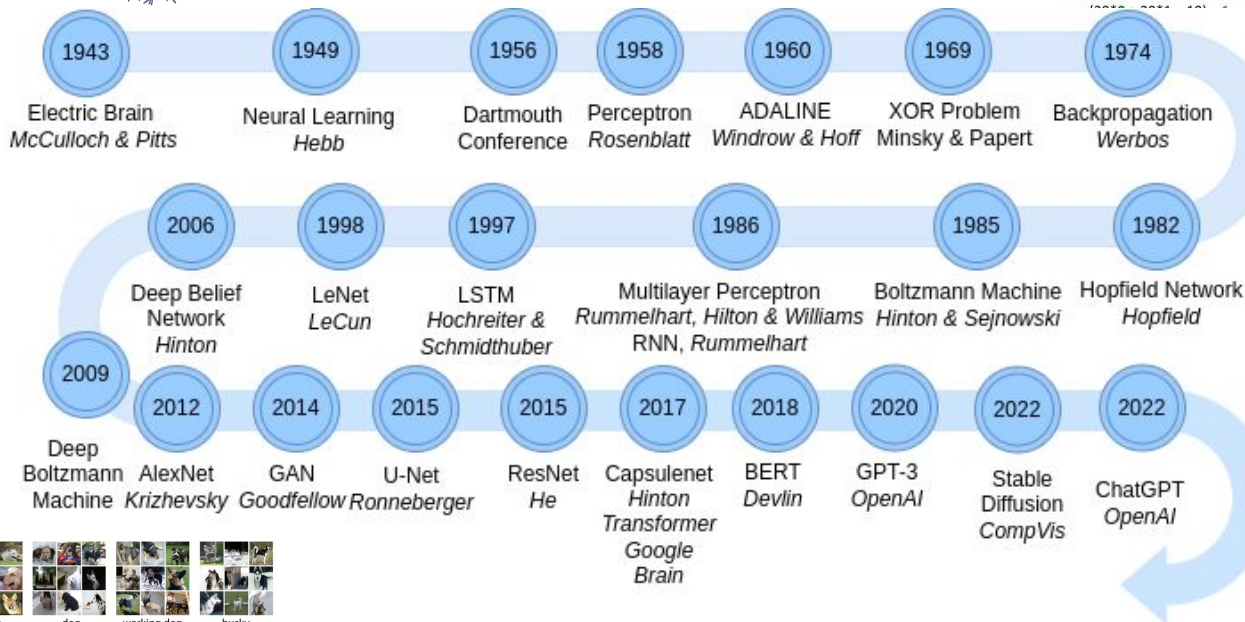 1943
1949
1956
1958
1960
1969
1974
Electric Brain
McCulloch & Pitts
Neural Learning
Hebb
Dartmouth
Conference
Perceptron
Rosenblatt
ADALINE
Windrow & Hoff
XOR Problem
Minsky & Papert
Backpropagation
Werbos
2006
1998
1997
1986
1985
1982
Deep Belief
Network
Hinton
LeNet
LeCun
LSTM
Hochreiter &
Schmidthuber
Multilayer Perceptron
Rummelhart, Hilton & Williams
RNN, Rummelhart
Boltzmann Machine
Hinton & Sejnowski
Hopfield Network
Hopfield
2009
2012
2014
2015
2015
2017
2018
2020
2022
2022
Deep
Boltzmann
Machine
AlexNet
Krizhevsky
GAN
Goodfellow
U-Net
Ronneberger
ResNet
He
Capsulenet
Hinton
Transformer
Google
Brain
BERT
Devlin
GPT-3
OpenAI
Stable
Diffusion
CompVis
ChatGPT
OpenAI